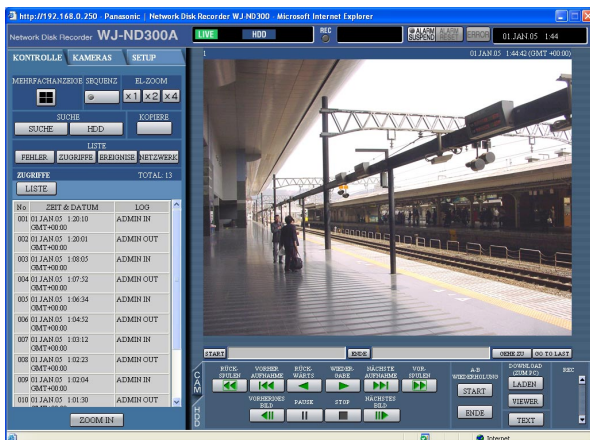 http://192.168.0.250 - Panasonic | Network Disk Recorder WJ-ND300 - Microsoft Internet Explorer
Network Disk Recorder WJ-ND300A
LIVE HDD REC ALARM SUSPEND ALARM RESET ERROR 01.JAN.05 1:44
KONTROLLE KAMERAS SETUP
1 01.JAN.05 1:44:42 (GMT +00:00)
MEHRFACHANZEIGE SEQUENZ EL-ZOOM
x1 x2 x4
SUCHE KOPIERE
SUCHE HDD
LISTE
FEHLER ZUGRIFFE EREIGNISE NETZWERK
ZUGRIFFE TOTAL: 13
LISTE
No ZEIT & DATUM LOG
001 01.JAN.05 1:20:10 GMT+00:00 ADMIN IN
002 01.JAN.05 1:20:01 GMT+00:00 ADMIN OUT
003 01.JAN.05 1:08:05 GMT+00:00 ADMIN IN
004 01.JAN.05 1:07:52 GMT+00:00 ADMIN OUT
005 01.JAN.05 1:06:34 GMT+00:00 ADMIN IN
006 01.JAN.05 1:04:52 GMT+00:00 ADMIN OUT
007 01.JAN.05 1:03:12 GMT+00:00 ADMIN IN
008 01.JAN.05 1:02:23 GMT+00:00 ADMIN OUT
009 01.JAN.05 1:02:04 GMT+00:00 ADMIN IN
010 01.JAN.05 1:01:30 ADMIN OUT
ZOOM IN
START ENDE GEHE ZU GO TO LAST
CAM
HDD
RÜCK-SPULEN VORHER AUFNAHME RÜCK-WÄRTS WIEDER-GABE NÄCHSTE AUFNAHME VOR-SPULEN
VORHERGES BILD PAUSE STOP NÄCHSTES BILD
A-B WIEDERHOLUNG
START
ENDE
DOWNLOAD (ZUM PC)
LADEN
VIEWER
TEXT
REC
Internet